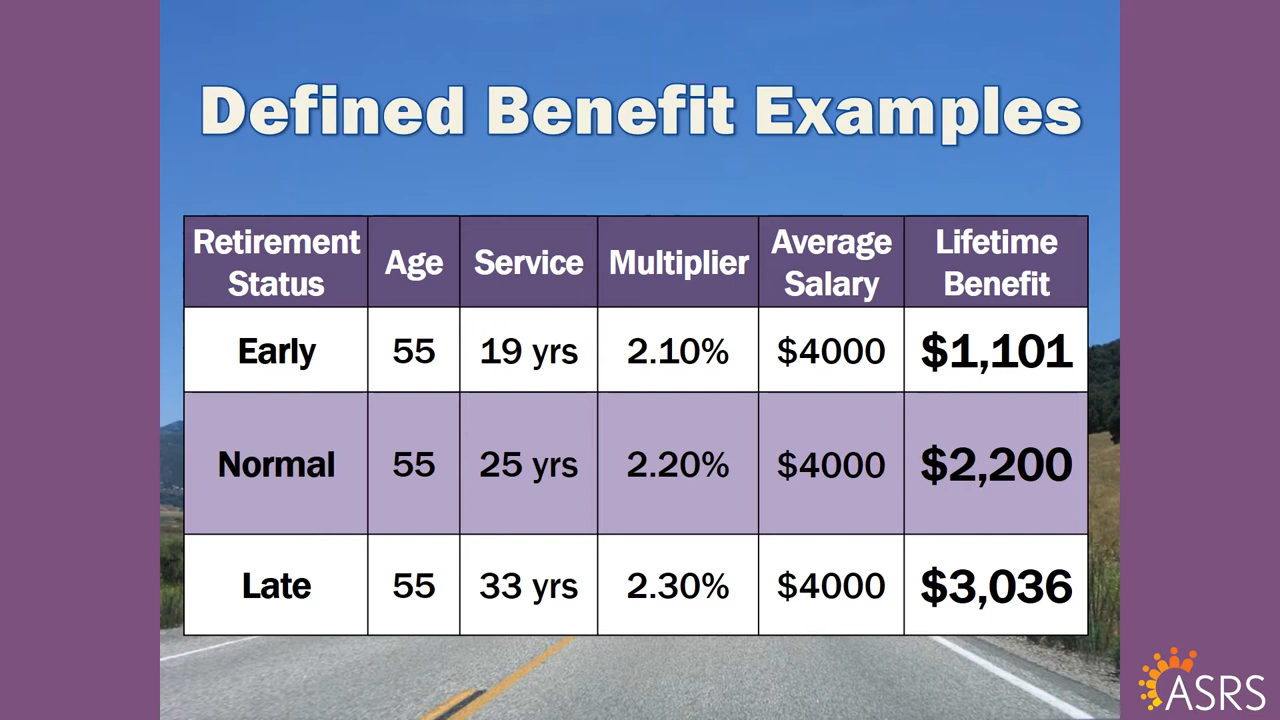 Defined Benefit Examples
Retirement Status Age Service Multiplier Average Salary Lifetime Benefit
Early 55 19 yrs 2.10% $4000 $1,101
Normal 55 25 yrs 2.20% $4000 $2,200
Late 55 33 yrs 2.30% $4000 $3,036
ASRS